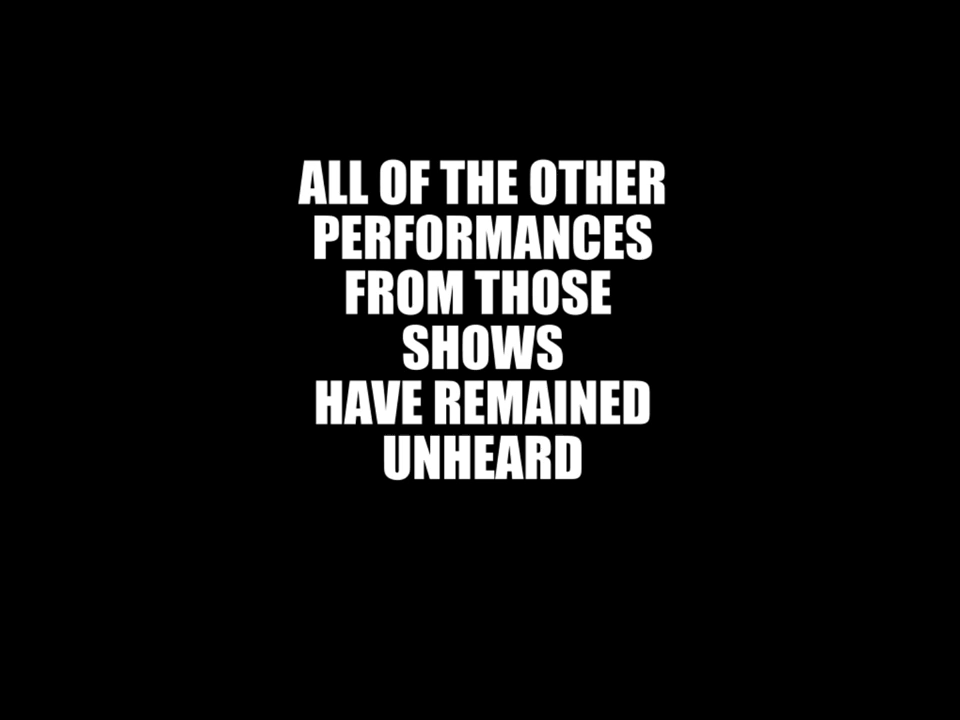 ALL OF THE OTHER
PERFORMANCES
FROM THOSE
SHOWS
HAVE REMAINED
UNHEARD